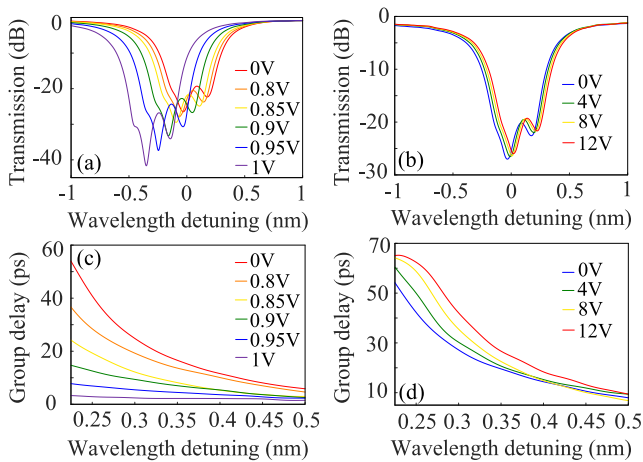 0
-20
-40
Transmission (dB)
(a)
0V
0.8V
0.85V
0.9V
0.95V
1V
-1
-0.5
0
0.5
1
Wavelength detuning (nm)
0
-10
-20
-30
Transmission (dB)
(b)
0V
4V
8V
12V
-1
-0.5
0
0.5
1
Wavelength detuning (nm)
60
40
20
0
Group delay (ps)
(c)
0V
0.8V
0.85V
0.9V
0.95V
1V
0.25
0.3
0.35
0.4
0.45
0.5
Wavelength detuning (nm)
70
50
30
10
Group delay (ps)
(d)
0V
4V
8V
12V
0.25
0.3
0.35
0.4
0.45
0.5
Wavelength detuning (nm)